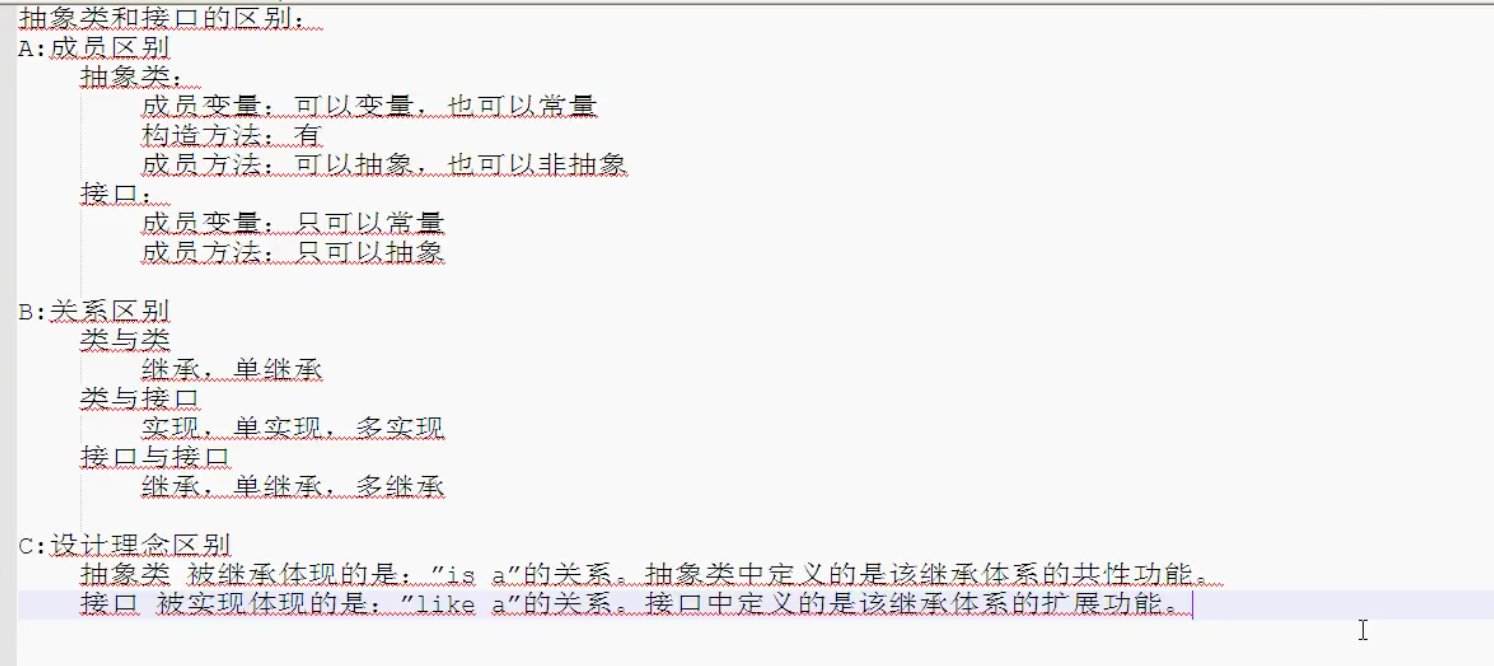 抽象类和接口的区别：
A:成员区别
抽象类：
成员变量：可以变量，也可以常量
构造方法：有
成员方法：可以抽象，也可以非抽象
接口：
成员变量：只可以常量
成员方法：只可以抽象
B:关系区别
类与类
继承，单继承
类与接口
实现，单实现，多实现
接口与接口
继承，单继承，多继承
C:设计理念区别
抽象类 被继承体现的是：”is a”的关系。抽象类中定义的是该继承体系的共性功能。
接口 被实现体现的是：”like a”的关系。接口中定义的是该继承体系的扩展功能。